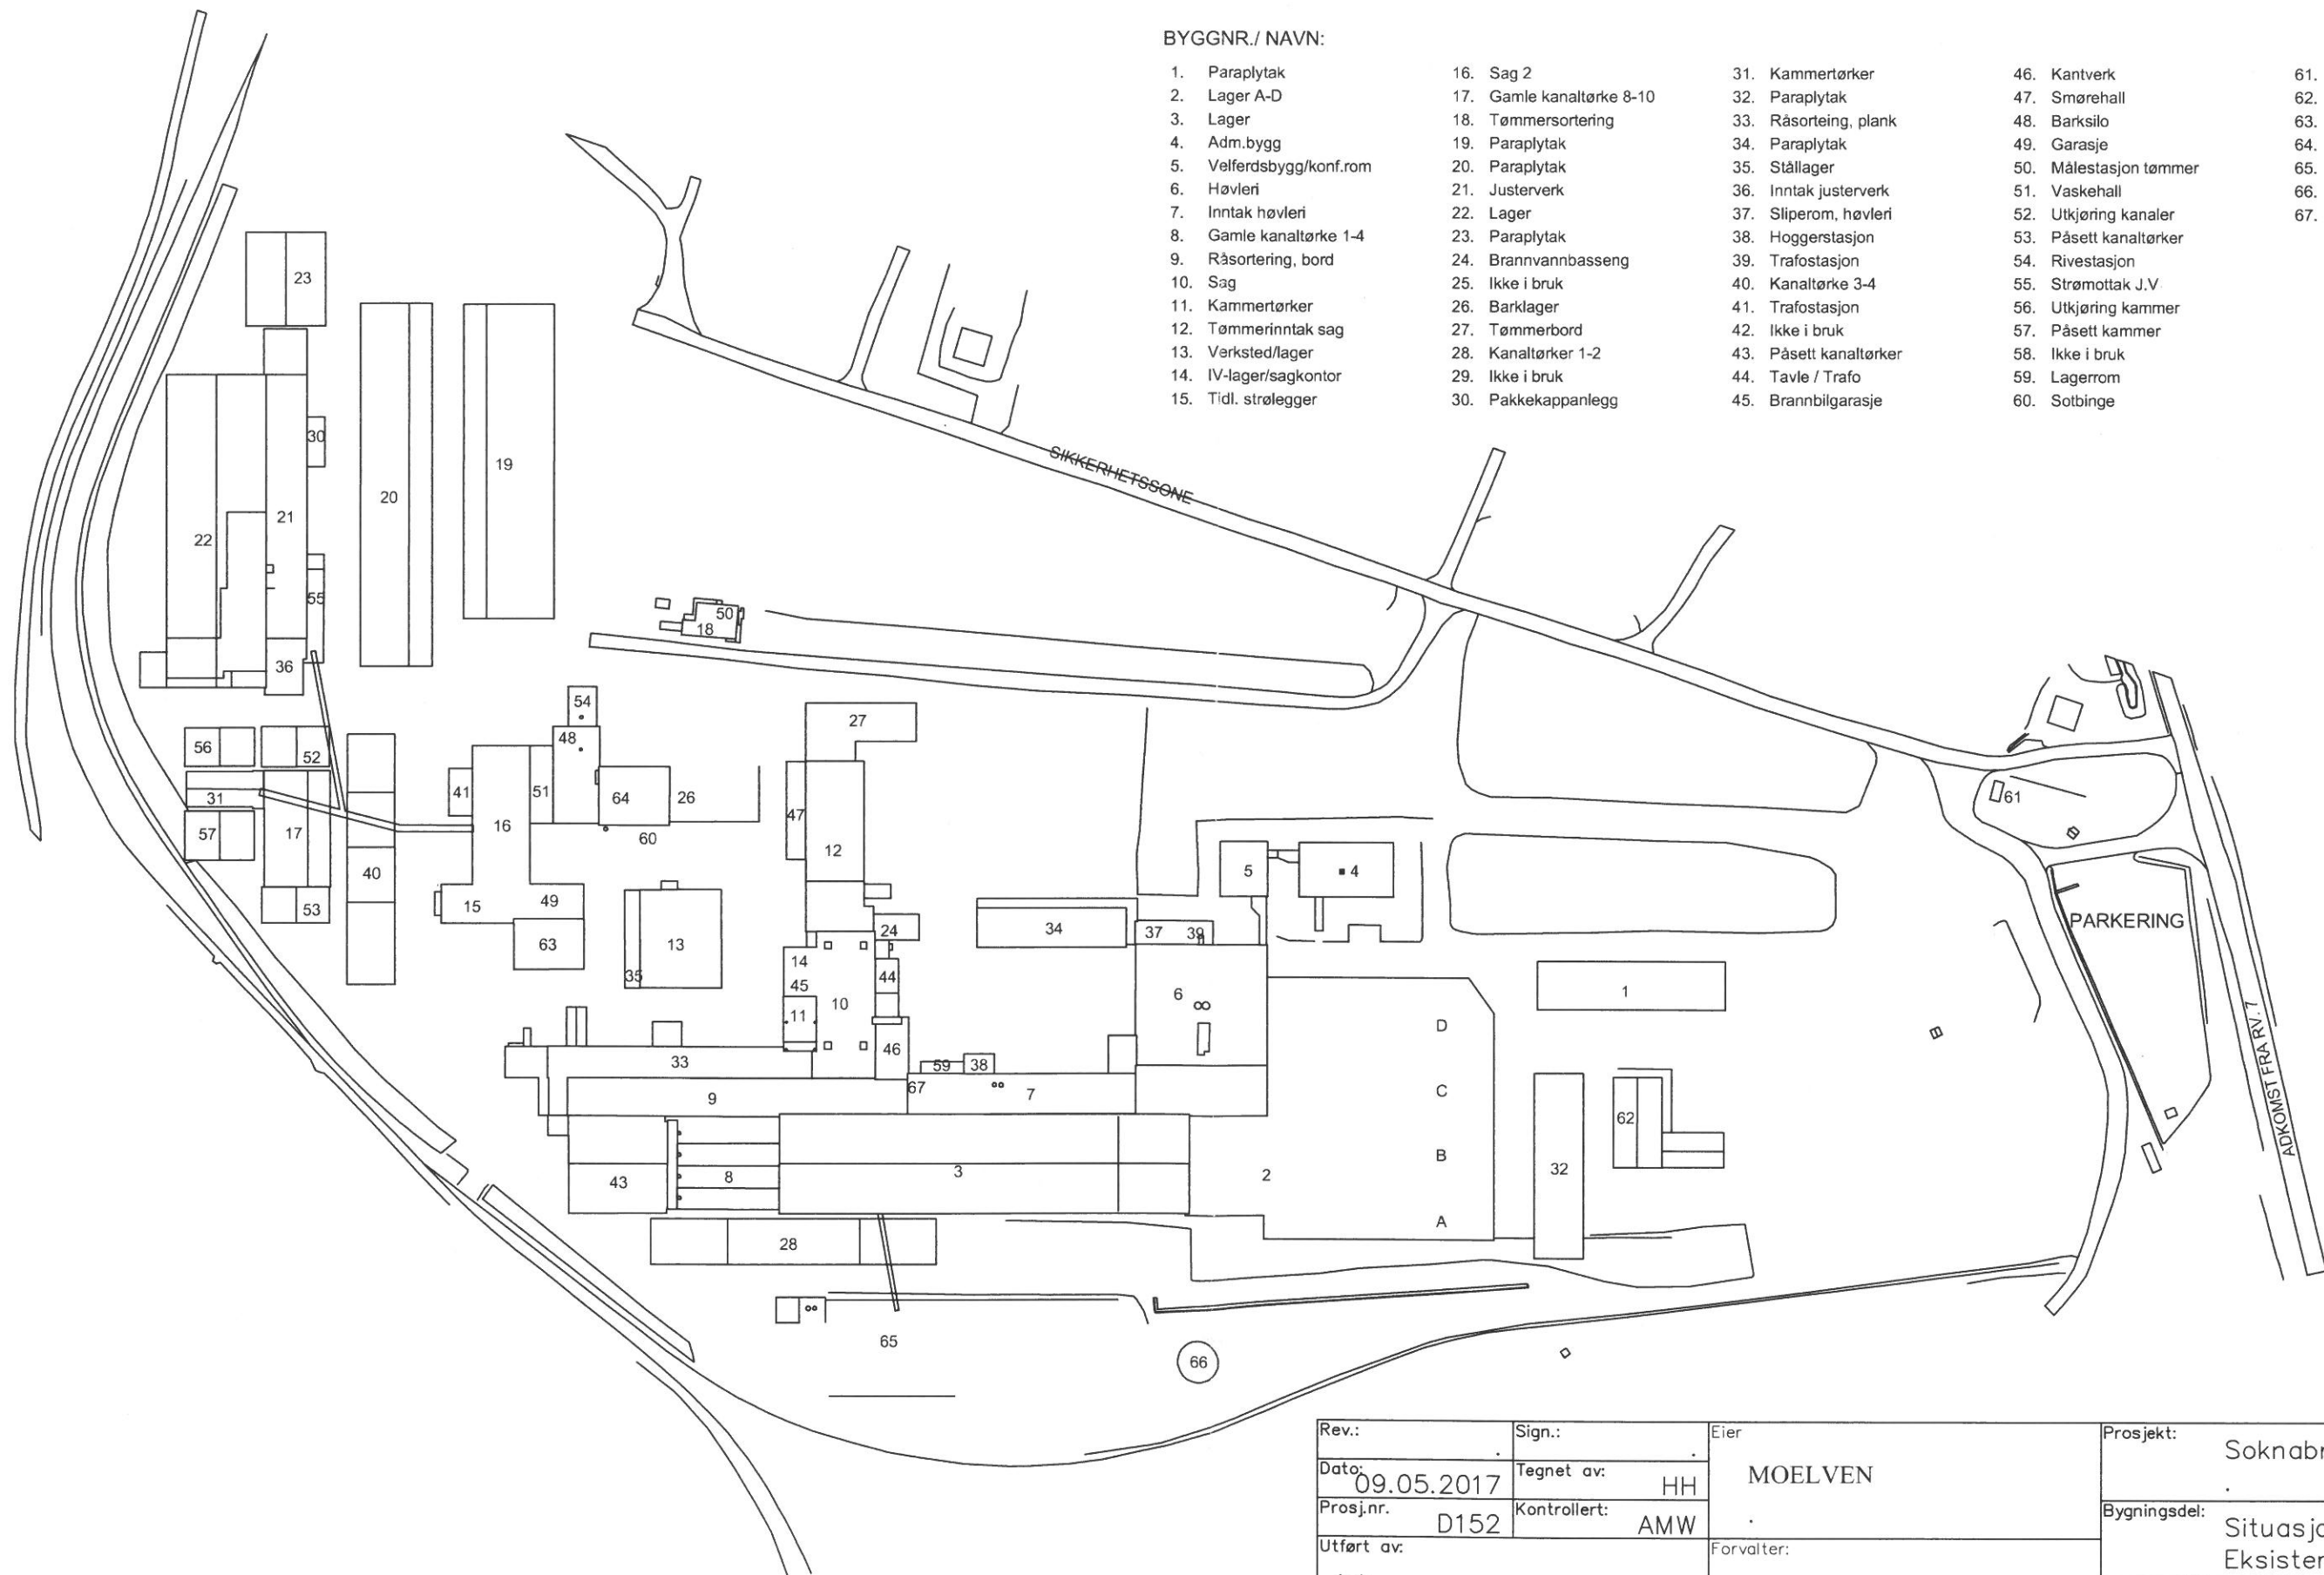 BYGGNR./ NAVN:
1. Paraplytak
2. Lager A-D
3. Lager
4. Adm.bygg
5. Velferdsbygg/konf.rom
6. Høvleri
7. Inntak høvleri
8. Gamle kanaltørke 1-4
9. Råsortering, bord
10. Sag
11. Kammertørker
12. Tømmerinntak sag
13. Verksted/lager
14. IV-lager/sagkontor
15. Tidl. strølegger
16. Sag 2
17. Gamle kanaltørke 8-10
18. Tømmersortering
19. Paraplytak
20. Paraplytak
21. Justerverk
22. Lager
23. Paraplytak
24. Brannvannbasseng
25. Ikke i bruk
26. Barklager
27. Tømmerbord
28. Kanaltørker 1-2
29. Ikke i bruk
30. Pakkekappanlegg
31. Kammertørker
32. Paraplytak
33. Råsorteing, plank
34. Paraplytak
35. Stållager
36. Inntak justerverk
37. Sliperom, høvleri
38. Hoggerstasjon
39. Trafostasjon
40. Kanaltørke 3-4
41. Trafostasjon
42. Ikke i bruk
43. Påsett kanaltørker
44. Tavle / Trafo
45. Brannbilgarasje
46. Kantverk
47. Smørehall
48. Barksilo
49. Garasje
50. Målestasjon tømmer
51. Vaskehall
52. Utkjøring kanaler
53. Påsett kanaltørker
54. Rivestasjon
55. Strømottak J.V
56. Utkjøring kammer
57. Påsett kammer
58. Ikke i bruk
59. Lagerrom
60. Sotbinge
61.
62.
63.
64.
65.
66.
67.
23
30
19
20
21
22
55
36
SIKKERHETSSONE
50
18
54
27
48
56
52
41
51
64
26
47
31
16
61
57
17
60
12
40
5
4
15
49
53
PARKERING
24
34
37
39
63
13
14
35
44
45
6
1
10
11
D
ADKOMST FRA RV. 7
46
33
59
38
67
7
9
C
62
B
8
3
2
32
43
A
28
65
66
Rev.:
.
Sign.:
.
Eier
MOELVEN
.
Prosjekt:
Soknabr
.
Dato:
09.05.2017
Tegnet av:
HH
Prosj.nr.
D152
Kontrollert:
AMW
Bygningsdel:
Situasjo
Eksister
Utført av:
Forvalter: